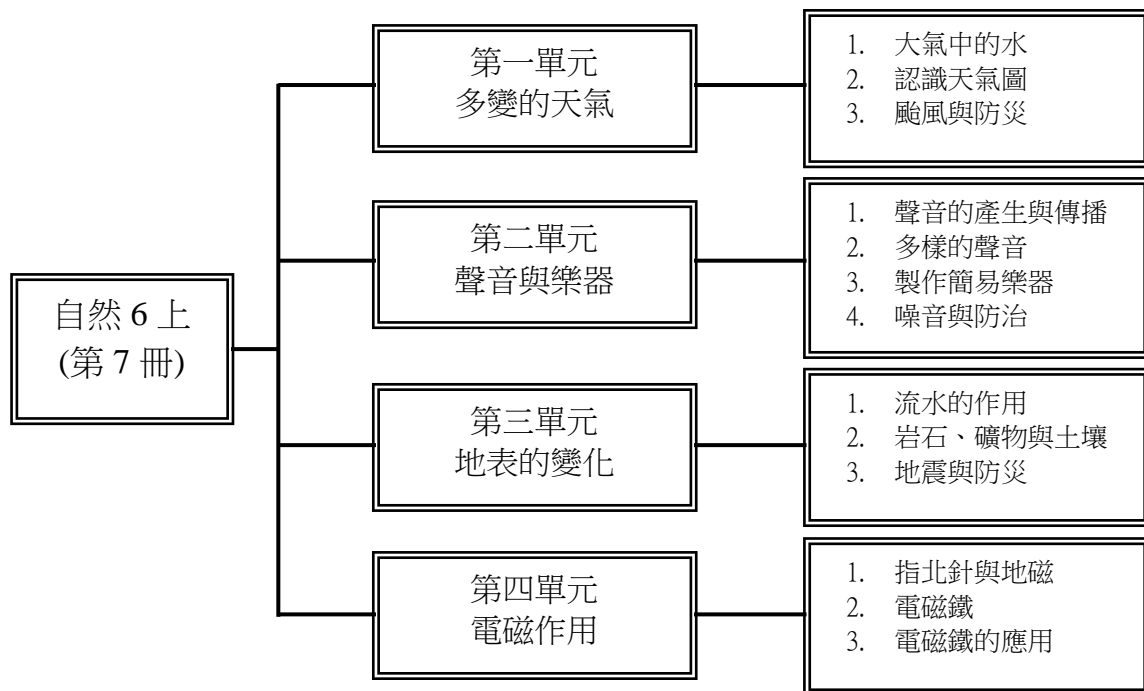 自然 6 上
(第 7 冊)
第一單元
多變的天氣
1. 大氣中的水
2. 認識天氣圖
3. 颱風與防災
第二單元
聲音與樂器
1. 聲音的產生與傳播
2. 多樣的聲音
3. 製作簡易樂器
4. 噪音與防治
第三單元
地表的變化
1. 流水的作用
2. 岩石、礦物與土壤
3. 地震與防災
第四單元
電磁作用
1. 指北針與地磁
2. 電磁鐵
3. 電磁鐵的應用